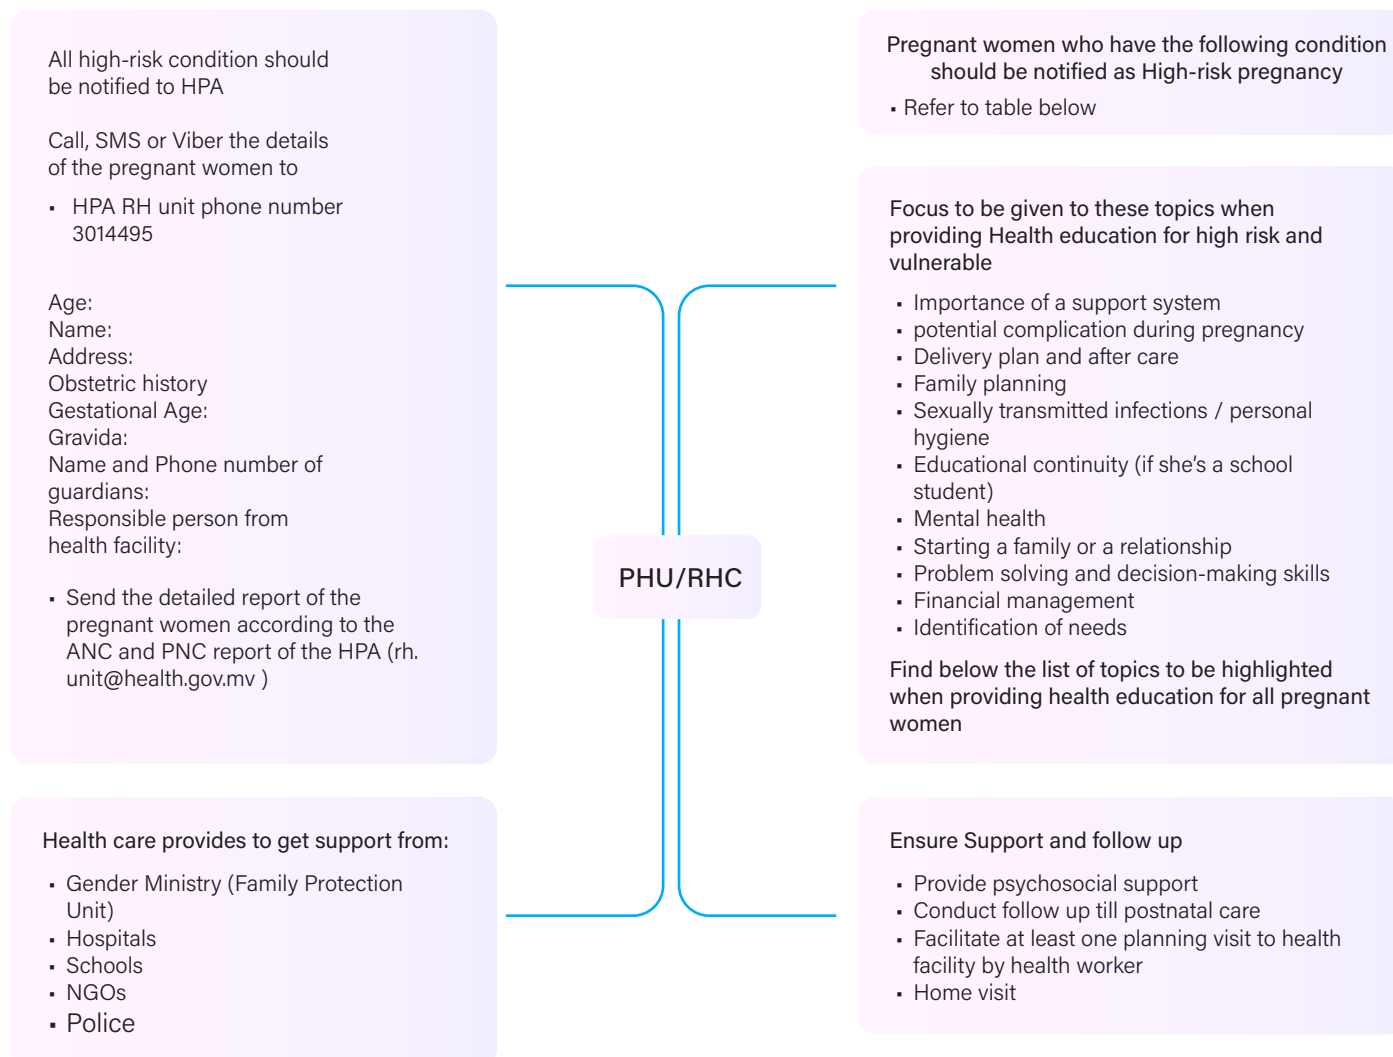 All high-risk condition should
be notified to HPA
Call, SMS or Viber the details
of the pregnant women to
▪ HPA RH unit phone number
3014495
Age:
Name:
Address:
Obstetric history
Gestational Age:
Gravida:
Name and Phone number of
guardians:
Responsible person from
health facility:
▪ Send the detailed report of the
pregnant women according to the
ANC and PNC report of the HPA (rh.
unit@health.gov.mv )
Health care provides to get support from:
▪ Gender Ministry (Family Protection
Unit)
▪ Hospitals
▪ Schools
▪ NGOs
▪ Police
PHU/RHC
Pregnant women who have the following condition
should be notified as High-risk pregnancy
▪ Refer to table below
Focus to be given to these topics when
providing Health education for high risk and
vulnerable
▪ Importance of a support system
▪ potential complication during pregnancy
▪ Delivery plan and after care
▪ Family planning
▪ Sexually transmitted infections / personal
hygiene
▪ Educational continuity (if she’s a school
student)
▪ Mental health
▪ Starting a family or a relationship
▪ Problem solving and decision-making skills
▪ Financial management
▪ Identification of needs
Find below the list of topics to be highlighted
when providing health education for all pregnant
women
Ensure Support and follow up
▪ Provide psychosocial support
▪ Conduct follow up till postnatal care
▪ Facilitate at least one planning visit to health
facility by health worker
▪ Home visit